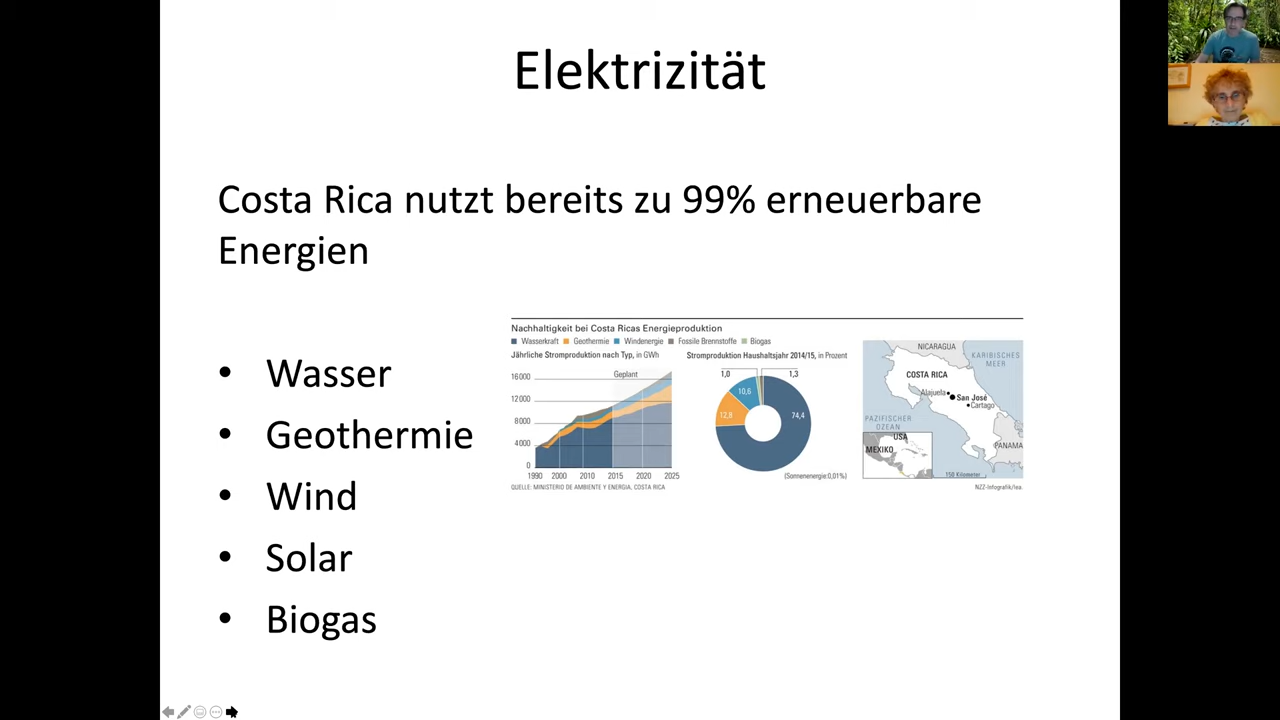 Elektrizität
Costa Rica nutzt bereits zu 99% erneuerbare
Energien
• Wasser
• Geothermie
• Wind
• Solar
• Biogas
Nachhaltigkeit bei Costa Ricas Energieproduktion
Wasserkraft Geothermie Windenergie Fossile Brennstoffe Biogas
Jährliche Stromproduktion nach Typ, in GWh
Geplant
16000
12000
8000
4000
0
1990 2000 2010 2015 2020 2025
QUELLE: MINISTERIO DE AMBIENTE Y ENERGIA, COSTA RICA
Stromproduktion Haushaltsjahr 2014/15, in Prozent
1,0 1,3
10,6
12,8
74,4
(Sonnenenergie:0,01%)
NICARAGUA
KARIBISCHES
MEER
COSTA RICA
Alajuela
San José
Cartago
PAZIFISCHER
OZEAN
USA
MEXIKO
PANAMA
150 Kilometer
NZZ-Infografik/lea.